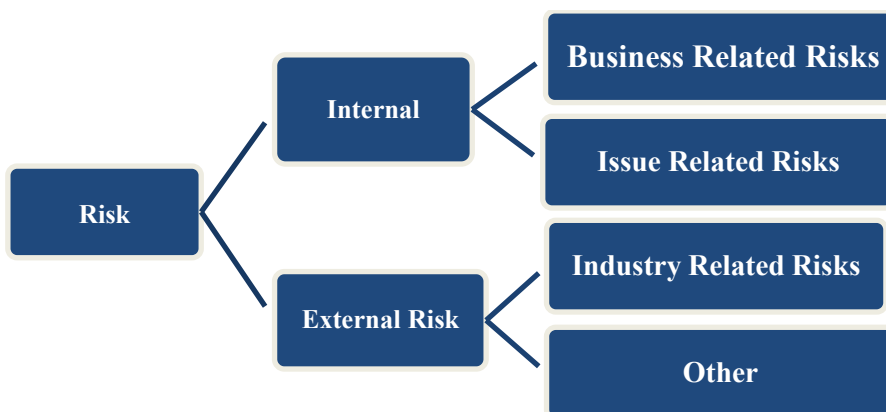 Business Related Risks
Internal
Issue Related Risks
Risk
Industry Related Risks
External Risk
Other